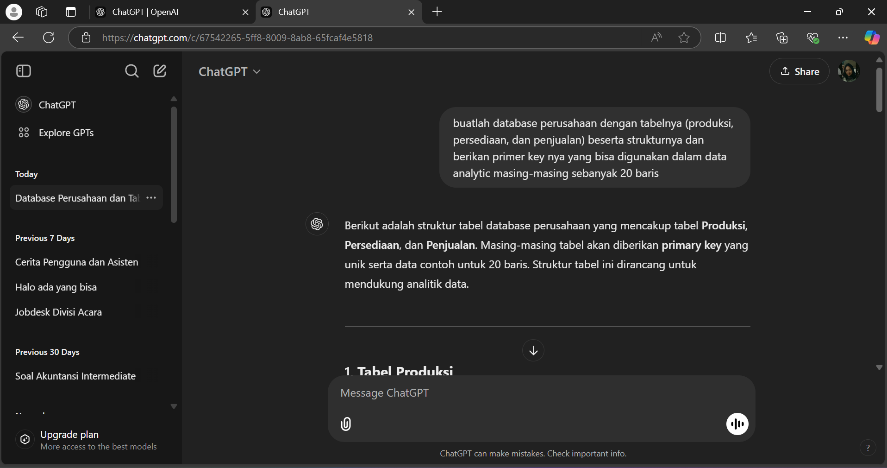 ChatGPT | OpenAI
ChatGPT
https://chatgpt.com/c/67542265-5ff8-8009-8ab8-65fcaf4e5818
ChatGPT
Share
ChatGPT
Explore GPTs
Today
Database Perusahaan dan Tal
Previous 7 Days
Cerita Pengguna dan Asisten
Halo ada yang bisa
Jobdesk Divisi Acara
Previous 30 Days
Soal Akuntansi Intermediate
Upgrade plan
More access to the best models
buatlah database perusahaan dengan tabelnya (produksi,
persediaan, dan penjualan) beserta strukturnya dan
berikan primer key nya yang bisa digunakan dalam data
analytic masing-masing sebanyak 20 baris
Berikut adalah struktur tabel database perusahaan yang mencakup tabel Produksi,
Persediaan, dan Penjualan. Masing-masing tabel akan diberikan primary key yang
unik serta data contoh untuk 20 baris. Struktur tabel ini dirancang untuk
mendukung analitik data.
1. Tabel Produksi
Message ChatGPT
ChatGPT can make mistakes. Check important info.
?